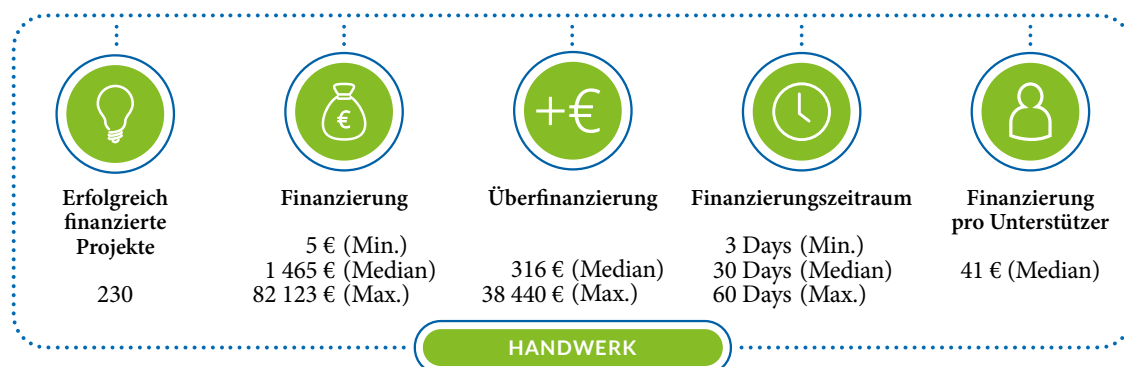 €
+€
Erfolgreich
finanzierte
Projekte
230
Finanzierung
5 € (Min.)
1 465 € (Median)
82 123 € (Max.)
Überfinanzierung
316 € (Median)
38 440 € (Max.)
Finanzierungszeitraum
3 Days (Min.)
30 Days (Median)
60 Days (Max.)
Finanzierung
pro Unterstützer
41 € (Median)
HANDWERK